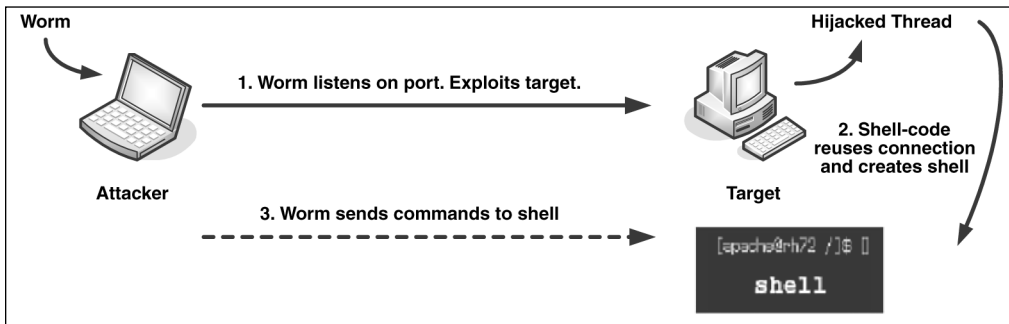 Worm
Hijacked Thread
1. Worm listens on port. Exploits target.
2. Shell-code
reuses connection
and creates shell
Attacker
Target
3. Worm sends commands to shell
[apache@rh72 /]$ []
shell